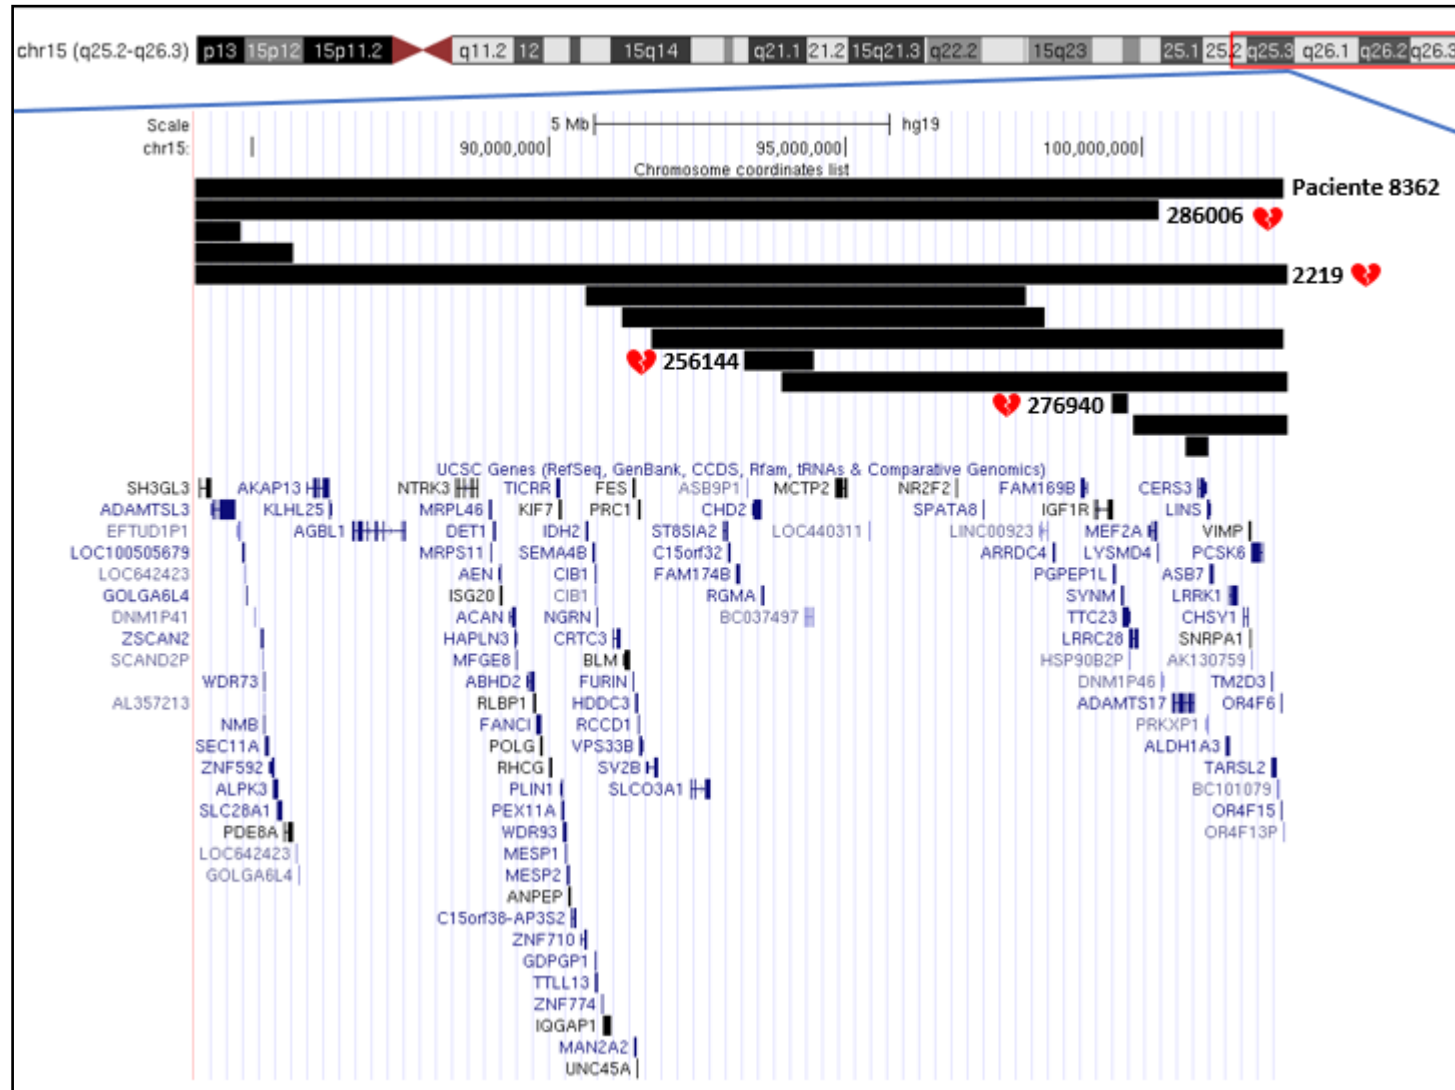 chr15 (q25.2-q26.3) p13 15p12 15p11.2 q11.2 12 15q14 q21.1 21.2 15q21.3 q22.2 15q23 25.1 25.2 q25.3 q26.1 q26.2 q26.3
Scale 5 Mb hg19
chr15: 90,000,000 95,000,000 100,000,000
Chromosome coordinates list
Paciente 8362
286006
2219
256144
276940
UCSC Genes (RefSeq, GenBank, CCDS, Rfam, tRNAs & Comparative Genomics)
SH3GL3 AKAP13 NTRK3 TICRR FES ASB9P1 MCTP2 NR2F2 FAM169B CERS3
ADAMTSL3 KLHL25 MRPL46 KIF7 PRC1 CHD2 SPATA8 IGF1R LINS
EFTUD1P1 AGBL1 DET1 IDH2 ST8SIA2 LOC440311 LINC00923 MEF2A VIMP
LOC100505679 MRPS11 SEMA4B C15orf32 ARRDC4 LYSMD4 PCSK6
LOC642423 AEN CIB1 FAM174B PGPEP1L ASB7
GOLGA6L4 ISG20 CIB1 RGMA SYNM LRRK1
DNM1P41 ACAN NGRN BC037497 TTC23 CHSY1
ZSCAN2 HAPLN3 CRTC3 LRRC28 SNRPA1
SCAND2P MFGE8 BLM HSP90B2P AK130759
WDR73 ABHD2 FURIN DNM1P46 TM2D3
AL357213 RLBP1 HDDC3 ADAMTS17 OR4F6
NMB FANCI RCCD1 PRKXP1
SEC11A POLG VPS33B ALDH1A3
ZNF592 RHCG SV2B TARSL2
ALPK3 PLIN1 SLCO3A1 BC101079
SLC28A1 PEX11A OR4F15
PDE8A WDR93 OR4F13P
LOC642423 MESP1
GOLGA6L4 MESP2
ANPEP
C15orf38-AP3S2
ZNF710
GDPGP1
TTLL13
ZNF774
IQGAP1
MAN2A2
UNC45A